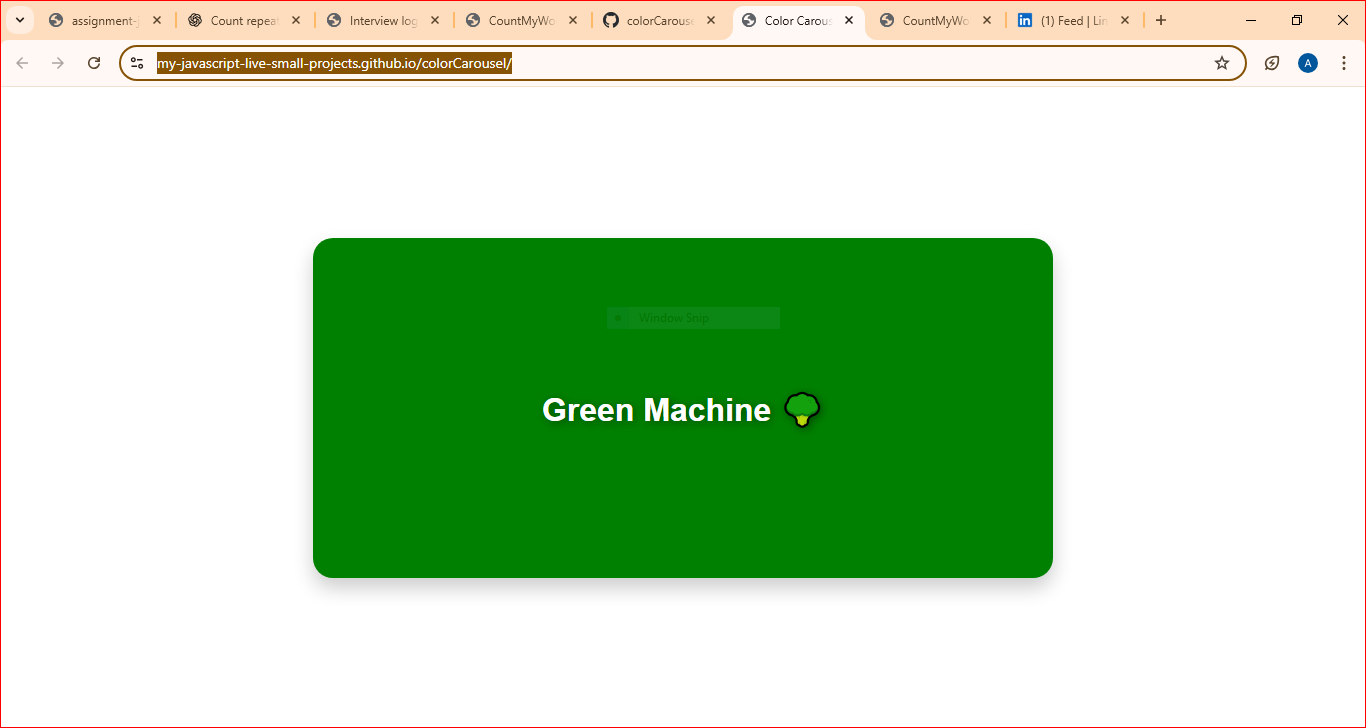 assignment-j
Count repeat
Interview log
CountMyWo
colorCarouse
Color Carous
CountMyWo
(1) Feed | Lin
my-javascript-live-small-projects.github.io/colorCarousel/
A
Window Snip
Green Machine 🥦